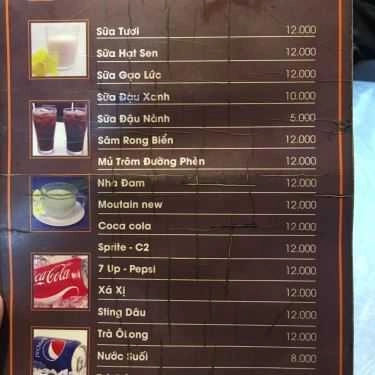 Sữa Tươi 12.000
Sữa Hạt Sen 12.000
Sữa Gạo Lức 12.000
Sữa Đậu Xanh 10.000
Sữa Đậu Nành 5.000
Sâm Rong Biển 12.000
Mủ Trôm Đường Phèn 12.000
Nha Đam 12.000
Moutain new 12.000
Coca cola 12.000
Sprite - C2 12.000
7 Up - Pepsi 12.000
Xá Xị 12.000
Sting Dâu 12.000
Trà ÔLong 12.000
Nước Suối 8.000
Coca-Cola